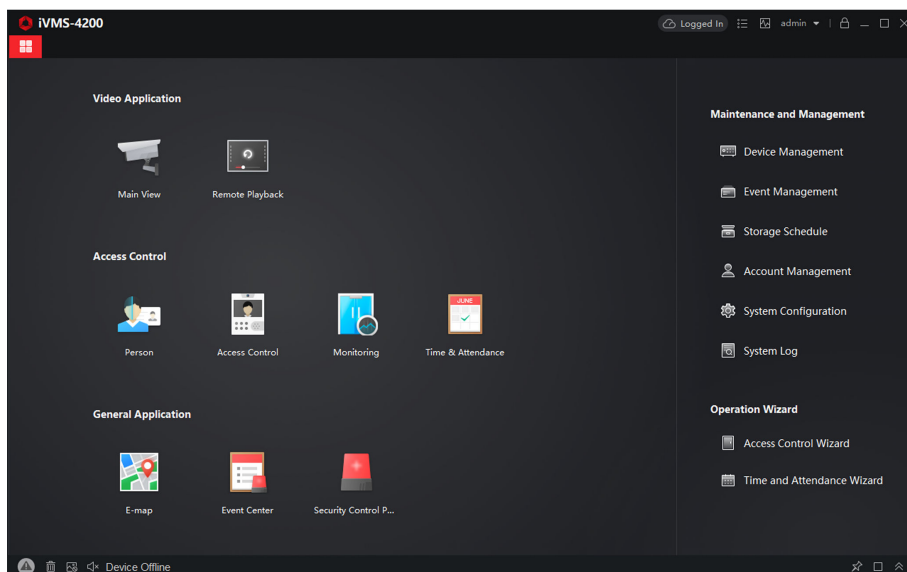 iVMS-4200
Logged In
admin
Video Application
Main View
Remote Playback
Access Control
JUNE
Person
Access Control
Monitoring
Time & Attendance
General Application
E-map
Event Center
Security Control P...
Maintenance and Management
Device Management
Event Management
Storage Schedule
Account Management
System Configuration
System Log
Operation Wizard
Access Control Wizard
Time and Attendance Wizard
Device Offline